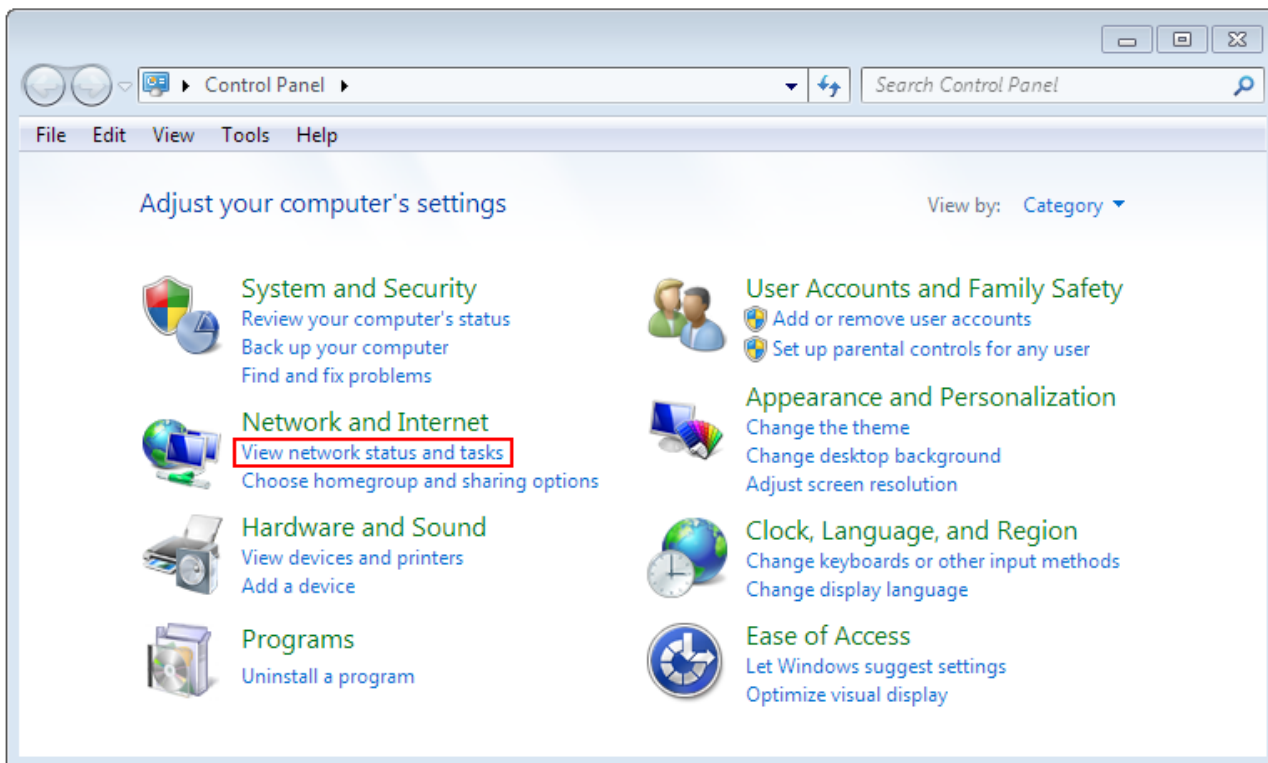 Control Panel
Search Control Panel
File Edit View Tools Help
Adjust your computer's settings
View by: Category
System and Security
Review your computer's status
Back up your computer
Find and fix problems
Network and Internet
View network status and tasks
Choose homegroup and sharing options
Hardware and Sound
View devices and printers
Add a device
Programs
Uninstall a program
User Accounts and Family Safety
Add or remove user accounts
Set up parental controls for any user
Appearance and Personalization
Change the theme
Change desktop background
Adjust screen resolution
Clock, Language, and Region
Change keyboards or other input methods
Change display language
Ease of Access
Let Windows suggest settings
Optimize visual display